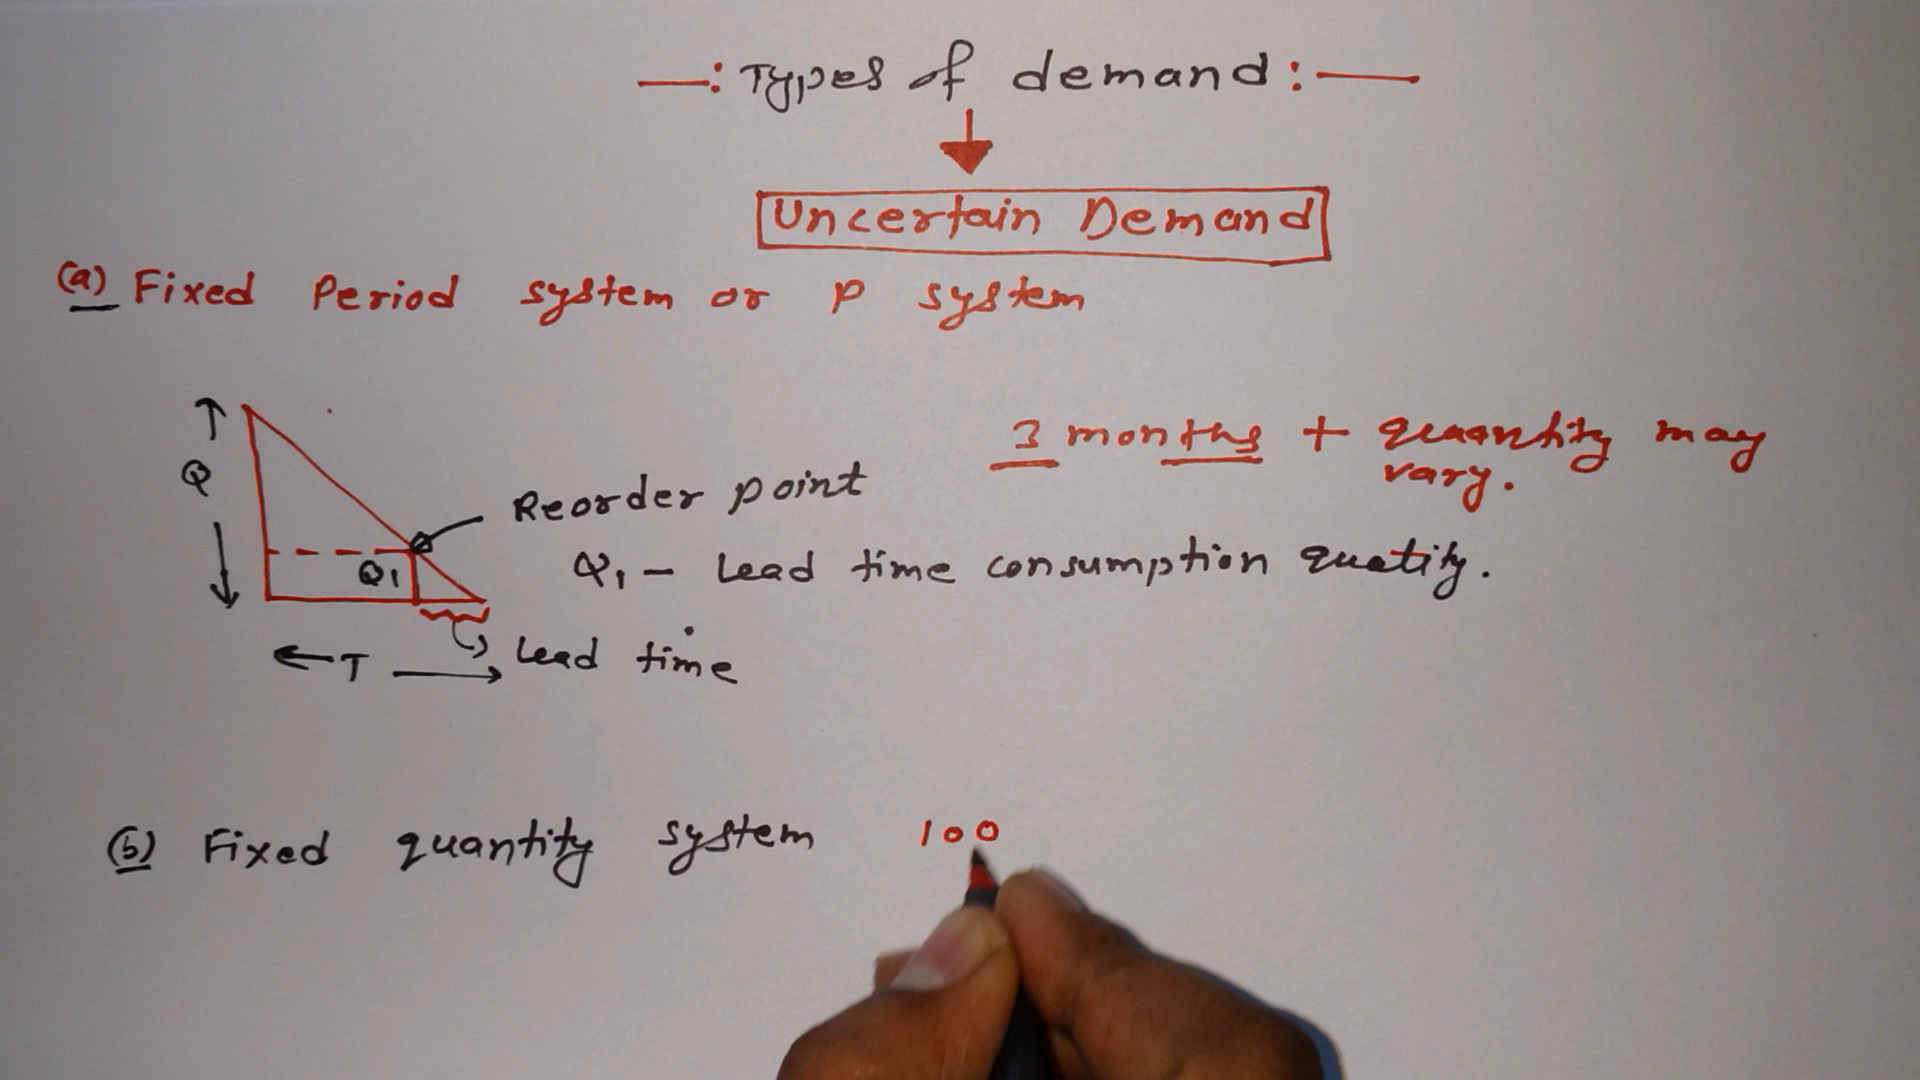 —: Types of demand :—
Uncertain Demand
(a) Fixed Period system or P system
3 months + quantity may
vary.
Q
Reorder point
Q1
Q1 - Lead time consumption quatity.
Lead time
T
(b) Fixed quantity system 100